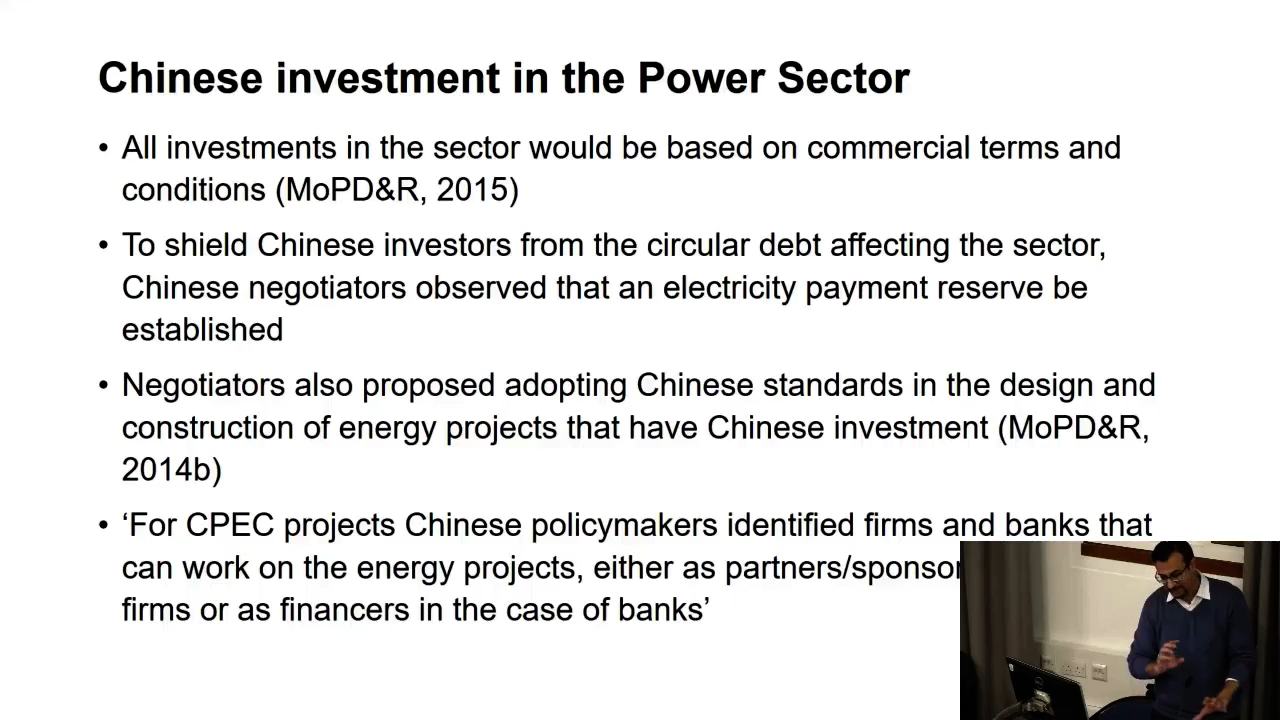 Chinese investment in the Power Sector
• All investments in the sector would be based on commercial terms and
conditions (MoPD&R, 2015)
• To shield Chinese investors from the circular debt affecting the sector,
Chinese negotiators observed that an electricity payment reserve be
established
• Negotiators also proposed adopting Chinese standards in the design and
construction of energy projects that have Chinese investment (MoPD&R,
2014b)
• ‘For CPEC projects Chinese policymakers identified firms and banks that
can work on the energy projects, either as
firms or as financers in the case of banks’